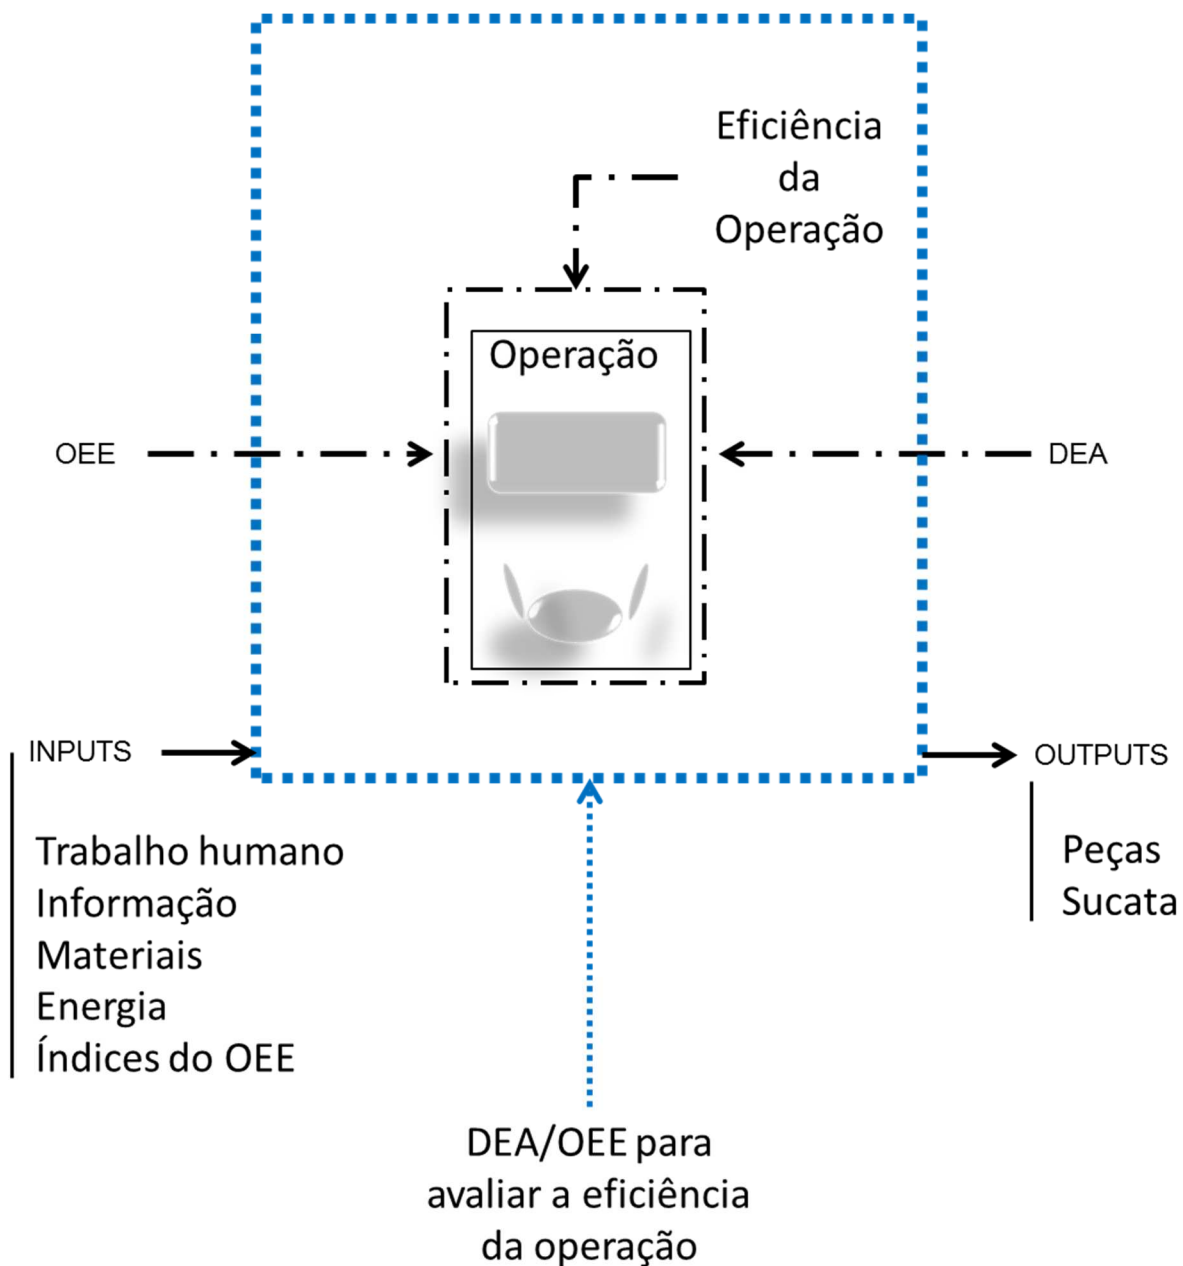 Eficiência
da
Operação
Operação
OEE
DEA
INPUTS
Trabalho humano
Informação
Materiais
Energia
Índices do OEE
OUTPUTS
Peças
Sucata
DEA/OEE para
avaliar a eficiência
da operação